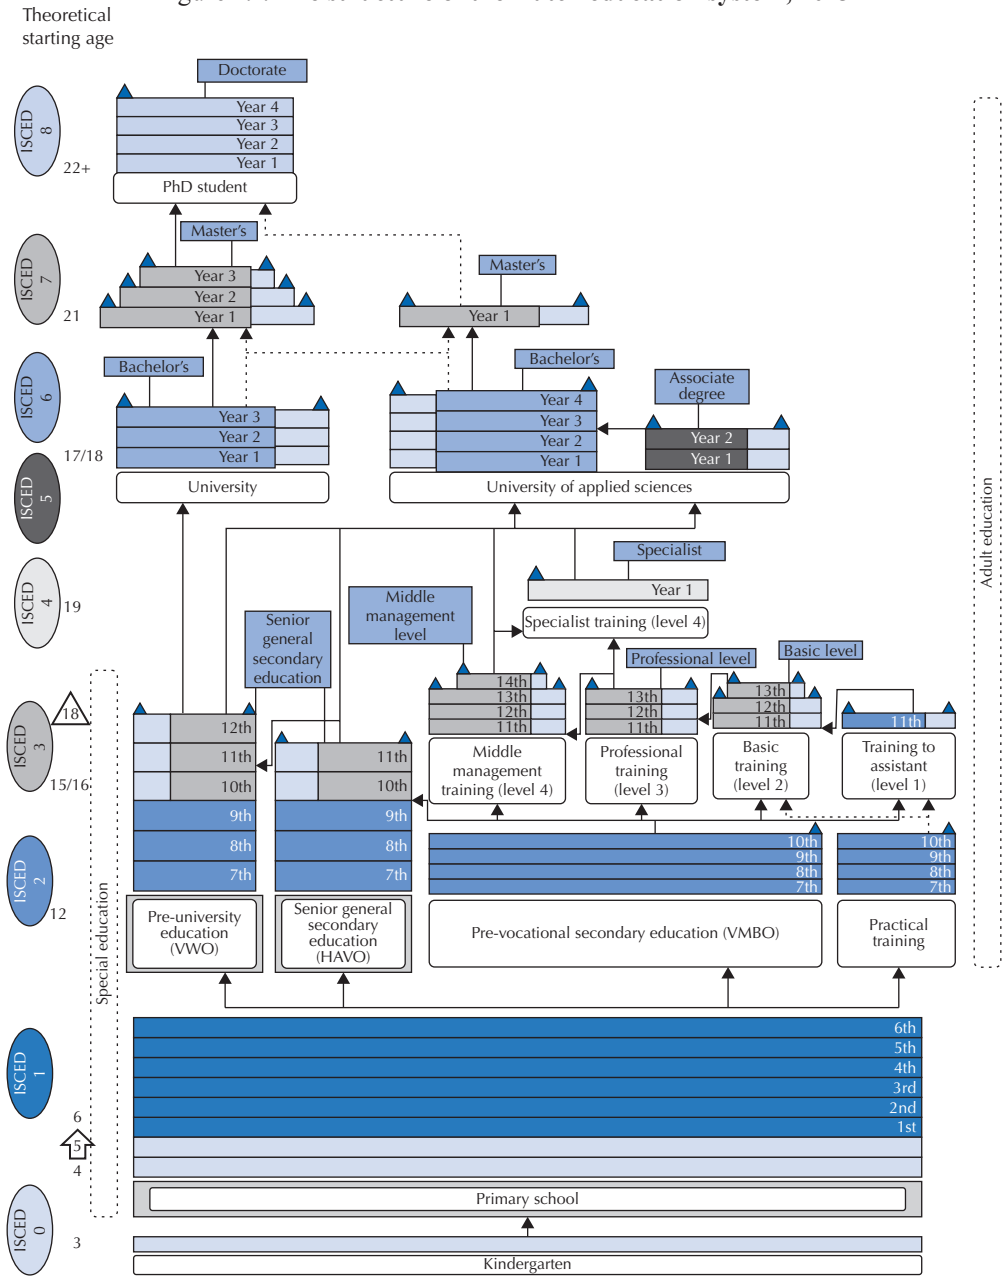 Theoretical
starting age
Doctorate
ISCED
8
Year 4
Year 3
Year 2
Year 1
22+
PhD student
Master's
Master's
ISCED
7
Year 3
Year 2
Year 1
Year 1
21
Bachelor's
Bachelor's
Associate
degree
ISCED
6
Year 3
Year 2
Year 1
Year 4
Year 3
Year 2
Year 1
Year 2
Year 1
17/18
University
University of applied sciences
ISCED
5
Adult education
Specialist
ISCED
4
Year 1
19
Specialist training (level 4)
Senior
general
secondary
education
Middle
management
level
Professional level
Basic level
18
ISCED
3
12th
11th
10th
11th
10th
14th
13th
12th
11th
13th
12th
11th
13th
12th
11th
11th
Middle
management
training (level 4)
Professional
training
(level 3)
Basic
training
(level 2)
Training to
assistant
(level 1)
15/16
9th
8th
7th
9th
8th
7th
10th
9th
8th
7th
10th
9th
8th
7th
ISCED
2
12
Special education
Pre-university
education
(VWO)
Senior general
secondary
education
(HAVO)
Pre-vocational secondary education (VMBO)
Practical
training
ISCED
1
6th
5th
4th
3rd
2nd
1st
6
5
4
Primary school
ISCED
0
3
Kindergarten